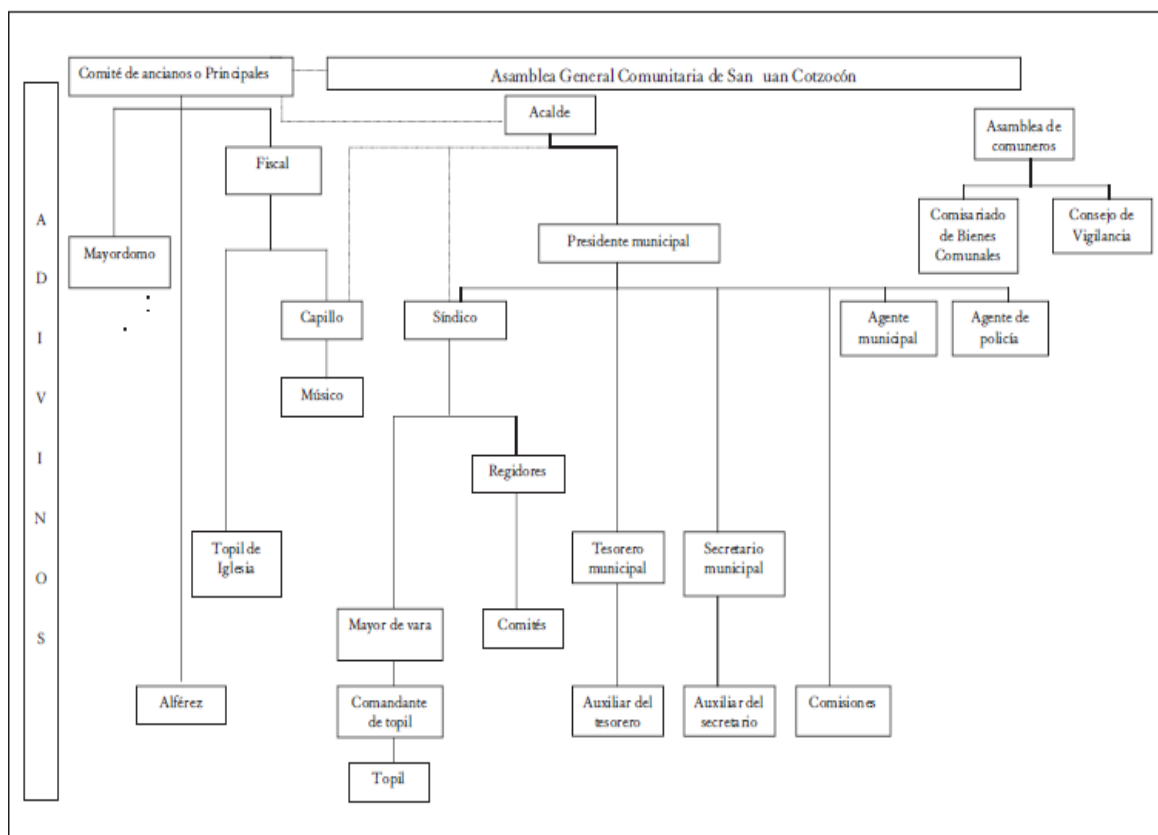 Comité de ancianos o Principales
Asamblea General Comunitaria de San uan Cotzocón
Acalde
Asamblea de
comuneros
Fiscal
Comisariado
de Bienes
Comunales
Consejo de
Vigilancia
Presidente municipal
Mayordomo
Capillo
Síndico
Agente
municipal
Agente de
policía
Músico
Regidores
Topil de
Iglesia
Tesorero
municipal
Secretario
municipal
Mayor de vara
Comités
Alférez
Comandante
de topil
Auxiliar del
tesorero
Auxiliar del
secretario
Comisiones
Topil
A
D
I
V
I
N
O
S